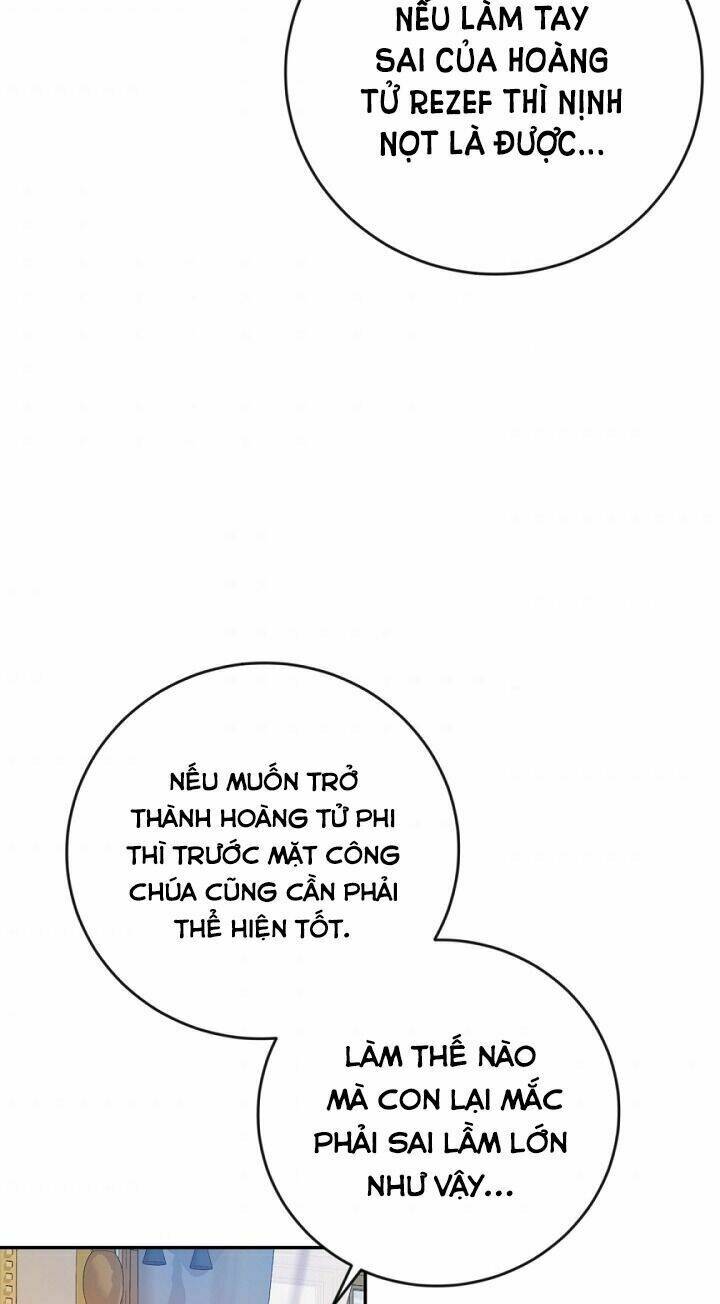 NẾU LÀM TAY
SAI CỦA HOÀNG
TỬ REZEF THÌ NỊNH
NỌT LÀ ĐƯỢC...
NẾU MUỐN TRỞ
THÀNH HOÀNG TỬ PHI
THÌ TRƯỚC MẶT CÔNG
CHÚA CŨNG CẦN PHẢI
THỂ HIỆN TỐT.
LÀM THẾ NÀO
MÀ CON LẠI MẮC
PHẢI SAI LẦM LỚN
NHƯ VẬY...